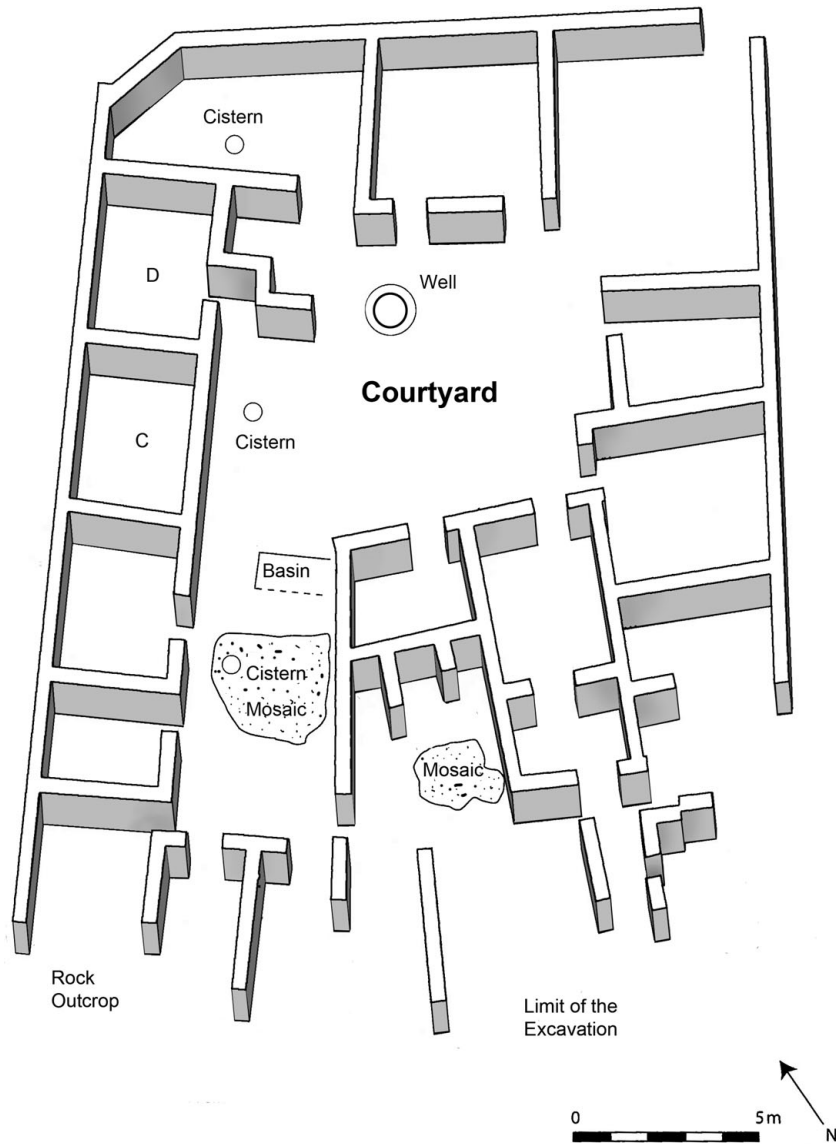 Cistern
D
Well
Courtyard
C
Cistern
Basin
Cistern
Mosaic
Mosaic
Rock
Outcrop
Limit of the
Excavation
0 5m
N